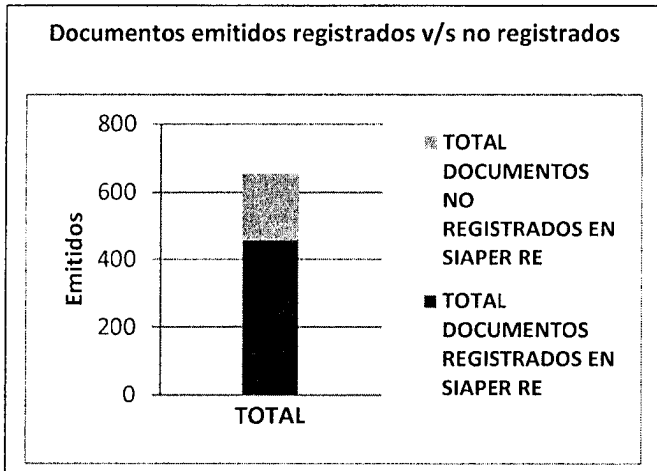 Documentos emitidos registrados v/s no registrados
800
600
400
200
0
Emitidos
TOTAL
TOTAL
DOCUMENTOS
NO
REGISTRADOS EN
SIAPER RE
TOTAL
DOCUMENTOS
REGISTRADOS EN
SIAPER RE